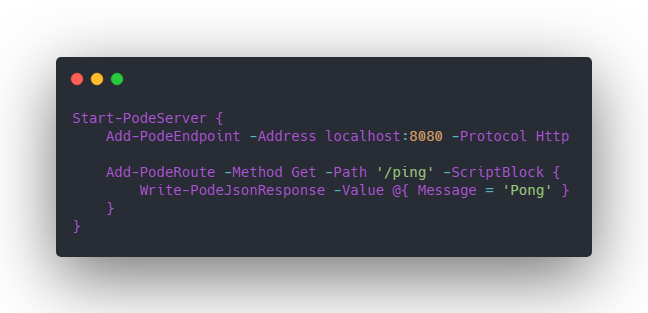 Start-PodeServer {
    Add-PodeEndpoint -Address localhost:8080 -Protocol Http

    Add-PodeRoute -Method Get -Path '/ping' -ScriptBlock {
        Write-PodeJsonResponse -Value @{ Message = 'Pong' }
    }
}